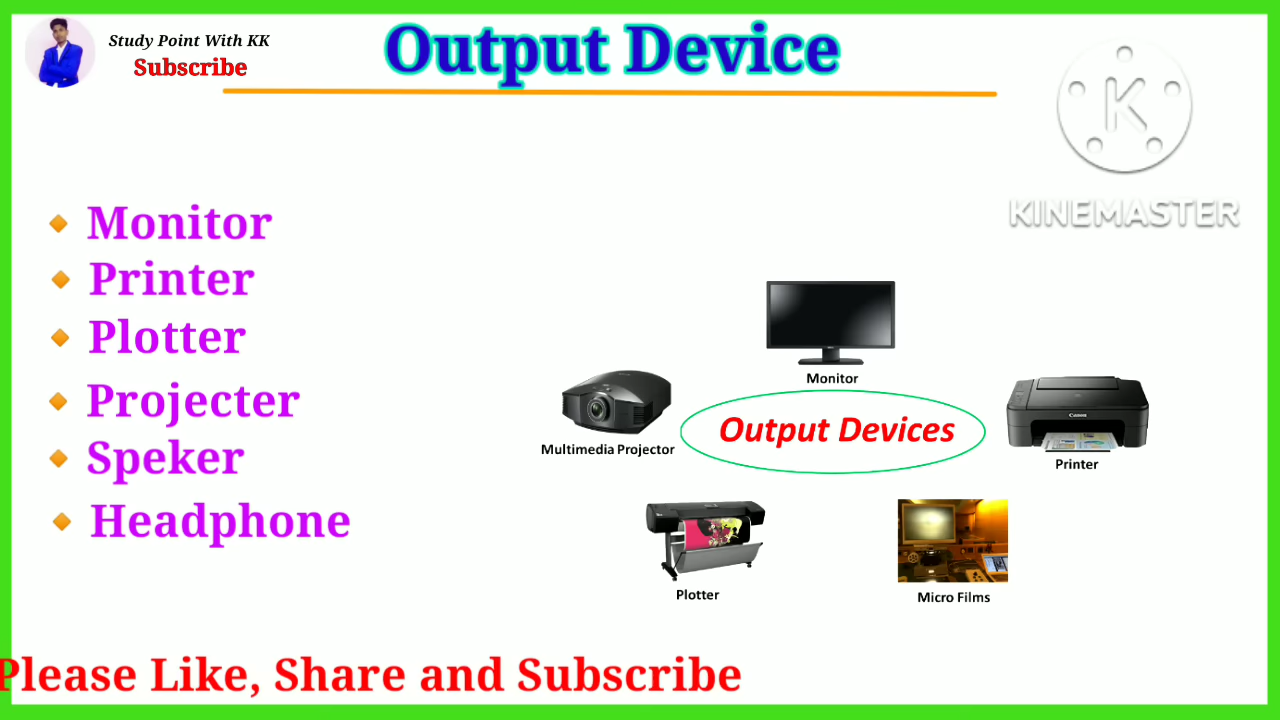 Study Point With KK
Subscribe
Output Device
KINEMASTER
Monitor
Printer
Plotter
Projecter
Speker
Headphone
Monitor
Multimedia Projector
Output Devices
Canon
Printer
Plotter
Micro Films
Please Like, Share and Subscribe